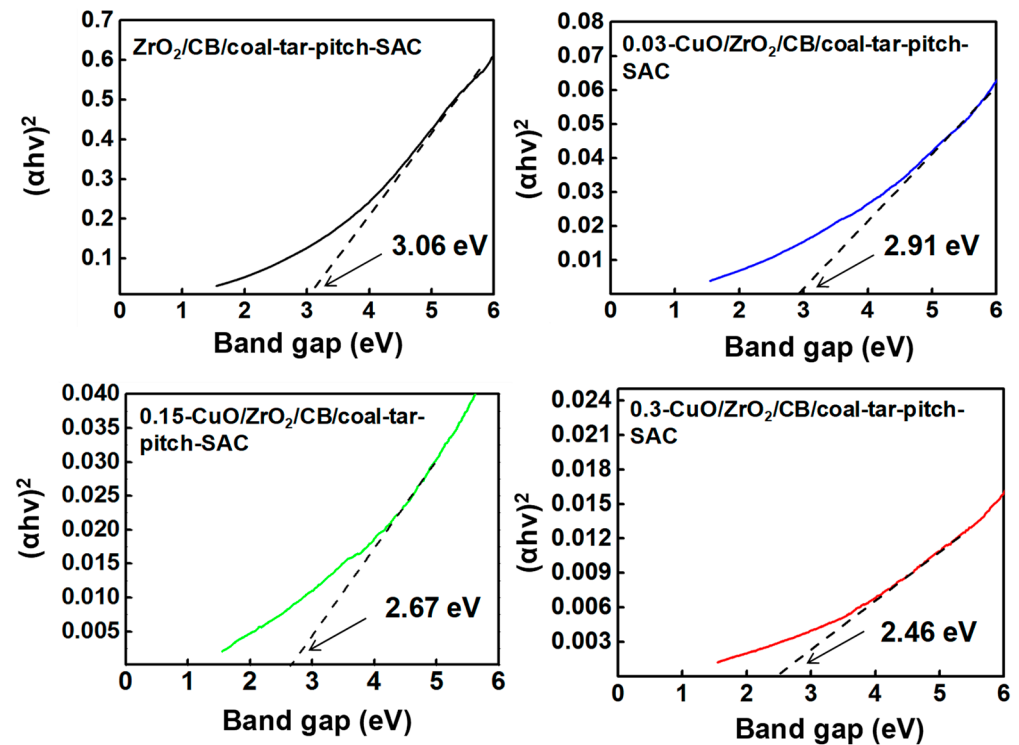 ZrO₂/CB/coal-tar-pitch-SAC
(αhν)²
0.7
0.6
0.5
0.4
0.3
0.2
0.1
3.06 eV
0 1 2 3 4 5 6
Band gap (eV)
0.03-CuO/ZrO₂/CB/coal-tar-pitch-
SAC
(αhν)²
0.08
0.07
0.06
0.05
0.04
0.03
0.02
0.01
2.91 eV
0 1 2 3 4 5 6
Band gap (eV)
0.15-CuO/ZrO₂/CB/coal-tar-
pitch-SAC
(αhν)²
0.040
0.035
0.030
0.025
0.020
0.015
0.010
0.005
2.67 eV
0 1 2 3 4 5 6
Band gap (eV)
0.3-CuO/ZrO₂/CB/coal-tar-pitch-
SAC
(αhν)²
0.024
0.021
0.018
0.015
0.012
0.009
0.006
0.003
2.46 eV
0 1 2 3 4 5 6
Band gap (eV)